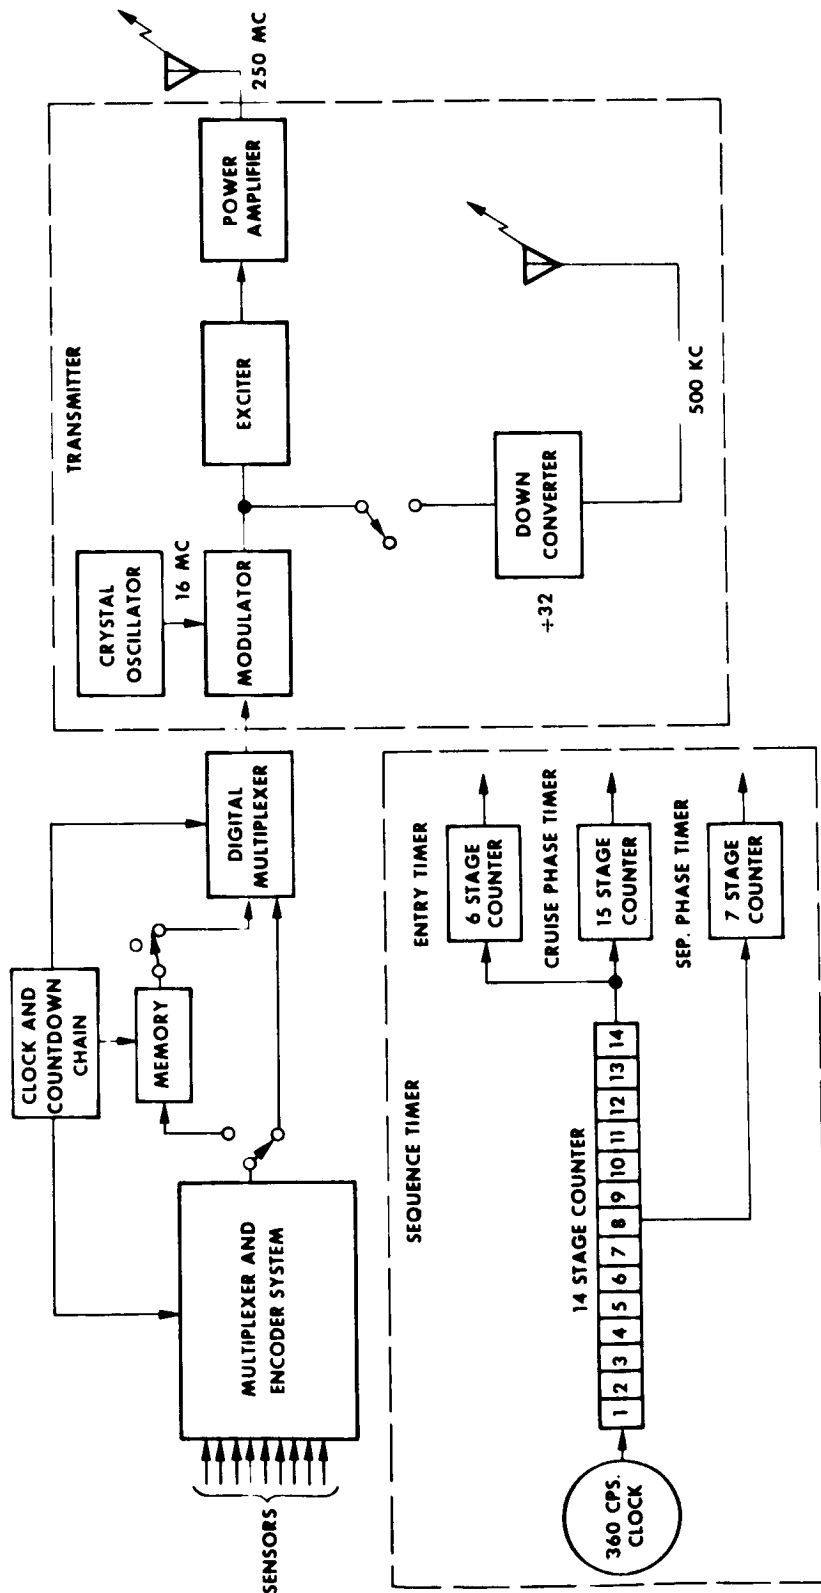 SENSORS
MULTIPLEXER AND
ENCODER SYSTEM
CLOCK AND
COUNTDOWN
CHAIN
MEMORY
DIGITAL
MULTIPLEXER
TRANSMITTER
CRYSTAL
OSCILLATOR
16 MC
MODULATOR
EXCITER
POWER
AMPLIFIER
250 MC
÷32
DOWN
CONVERTER
500 KC
SEQUENCE TIMER
360 CPS.
CLOCK
14 STAGE COUNTER
1 2 3 4 5 6 7 8 9 10 11 12 13 14
ENTRY TIMER
6 STAGE
COUNTER
CRUISE PHASE TIMER
15 STAGE
COUNTER
SEP. PHASE TIMER
7 STAGE
COUNTER